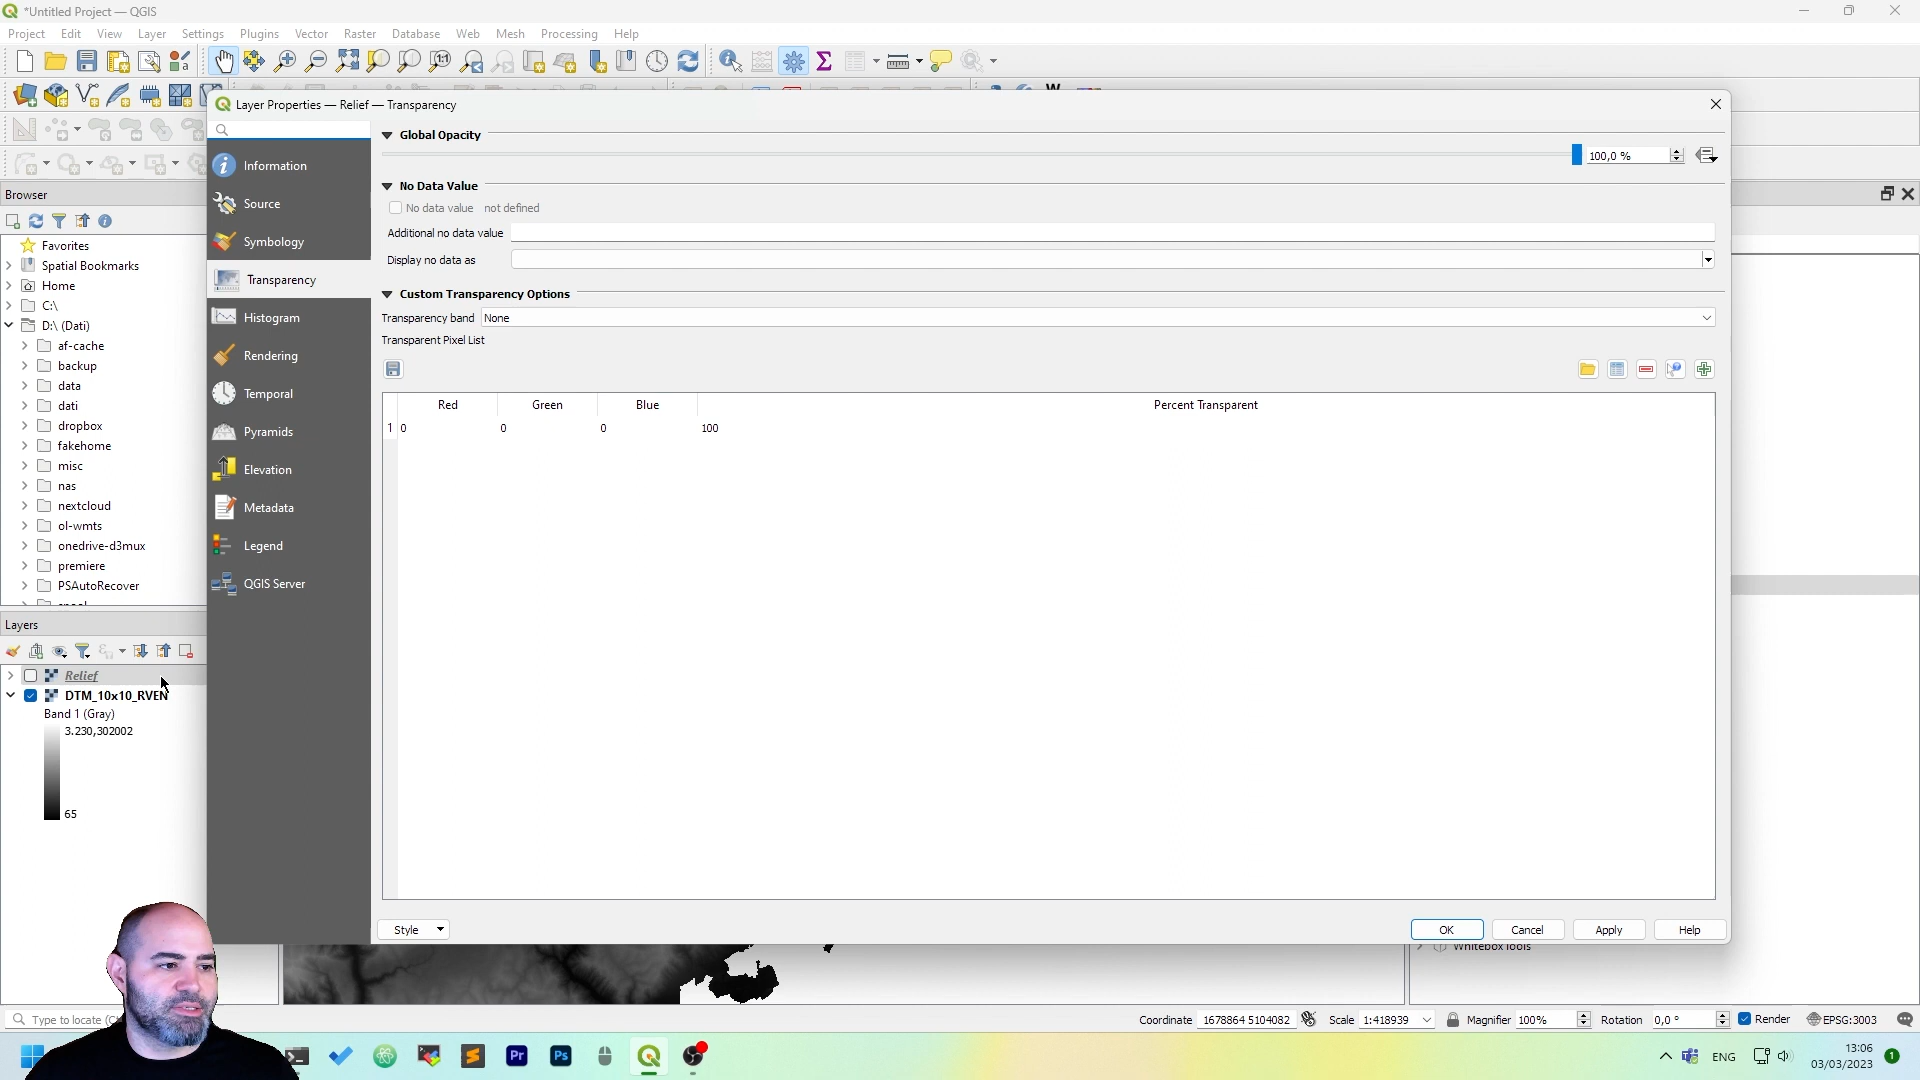 *Untitled Project — QGIS
Project Edit View Layer Settings Plugins Vector Raster Database Web Mesh Processing Help
Layer Properties — Relief — Transparency
Information
Source
Symbology
Transparency
Histogram
Rendering
Temporal
Pyramids
Elevation
Metadata
Legend
QGIS Server
Global Opacity
100,0 %
No Data Value
No data value not defined
Additional no data value
Display no data as
Custom Transparency Options
Transparency band None
Transparent Pixel List
Red Green Blue Percent Transparent
1 0 0 0 100
Style OK Cancel Apply Help
Browser
Favorites
Spatial Bookmarks
Home
C:\
D:\ (Dati)
af-cache
backup
data
dati
dropbox
fakehome
misc
nas
nextcloud
ol-wmts
onedrive-d3mux
premiere
PSAutoRecover
Layers
Relief
DTM_10x10_RVEN
Band 1 (Gray)
3.230,302002
65
WhiteboxTools
Type to locate
Coordinate 1678864 5104082 Scale 1:418939 Magnifier 100% Rotation 0,0 ° Render EPSG:3003
Pr Ps
ENG
13:06
03/03/2023
1